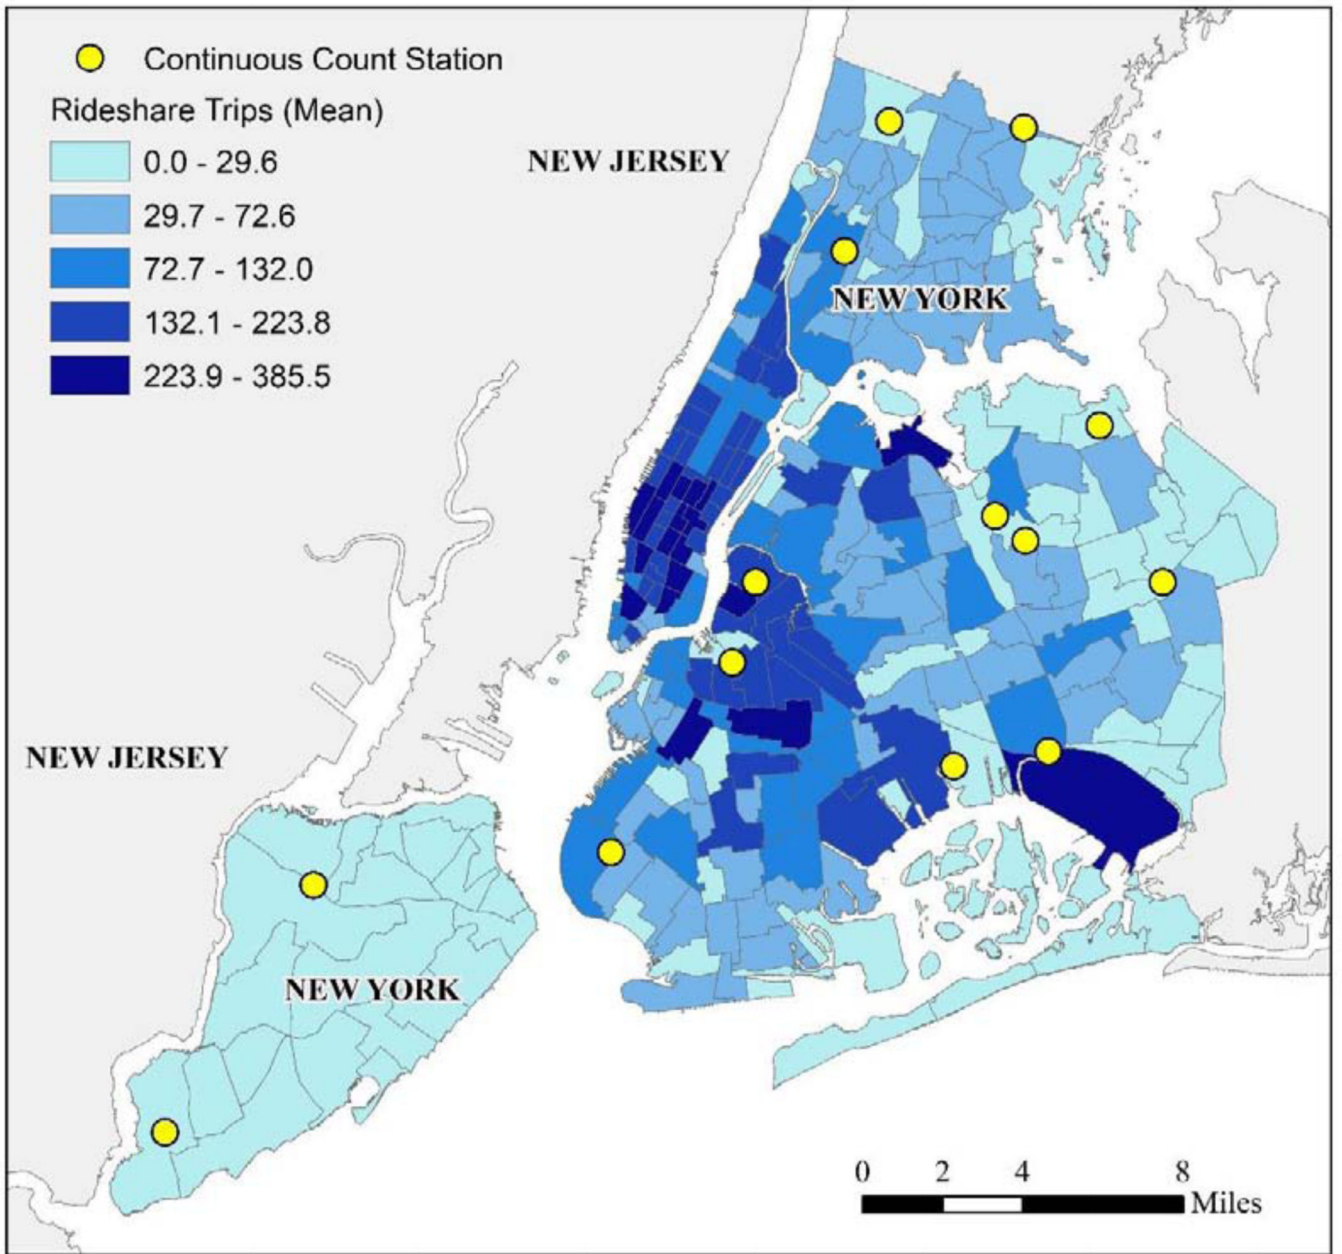 Continuous Count Station
Rideshare Trips (Mean)
0.0 - 29.6
29.7 - 72.6
72.7 - 132.0
132.1 - 223.8
223.9 - 385.5
NEW JERSEY
NEW YORK
NEW JERSEY
NEW YORK
0 2 4 8
Miles